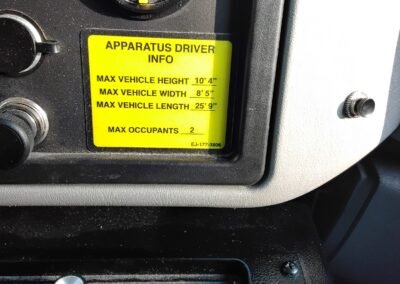 APPARATUS DRIVER
INFO
MAX VEHICLE HEIGHT 10' 4"
MAX VEHICLE WIDTH 8' 5"
MAX VEHICLE LENGTH 25' 9"
MAX OCCUPANTS 2